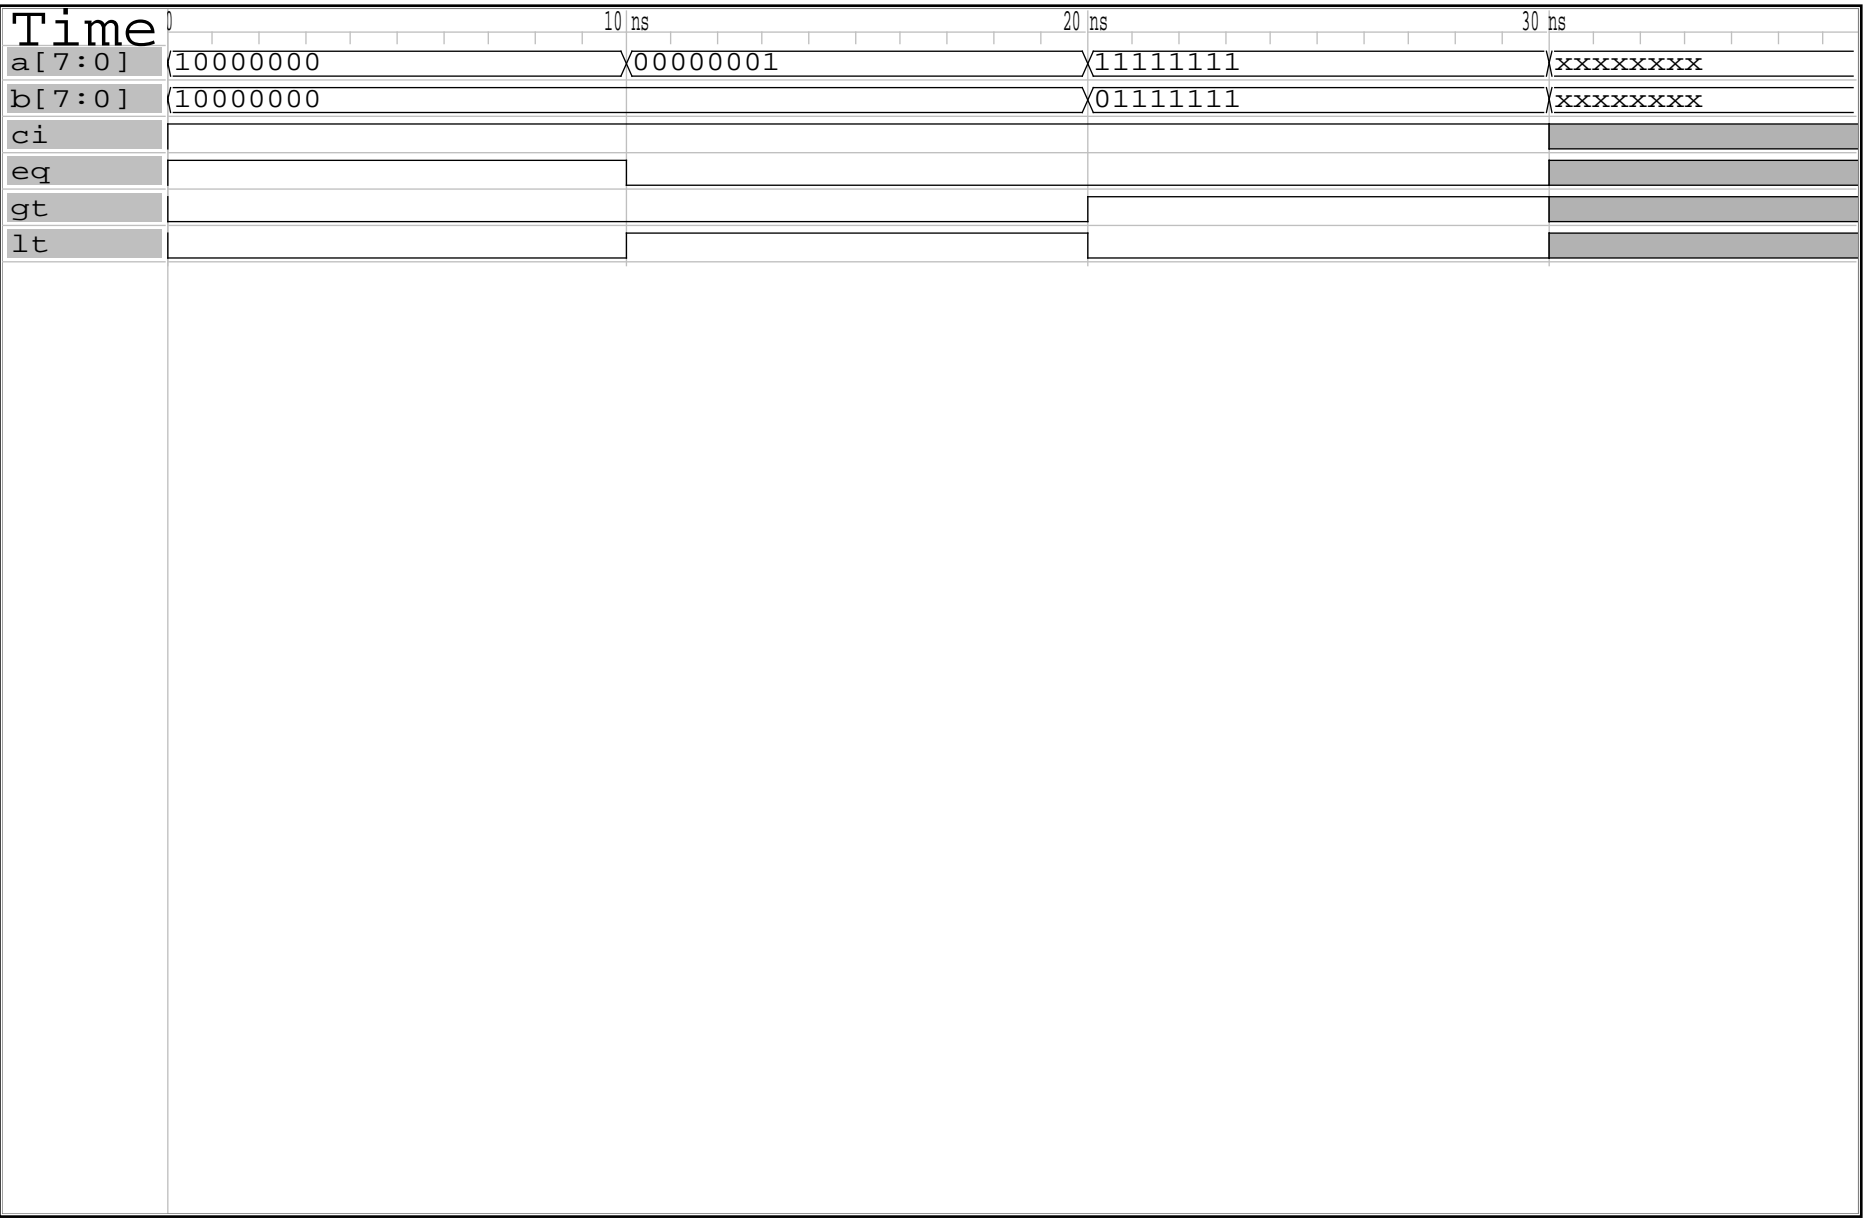 Time 0 10 ns 20 ns 30 ns
a[7:0] 10000000 00000001 11111111 xxxxxxxx
b[7:0] 10000000 01111111 xxxxxxxx
ci
eq
gt
lt